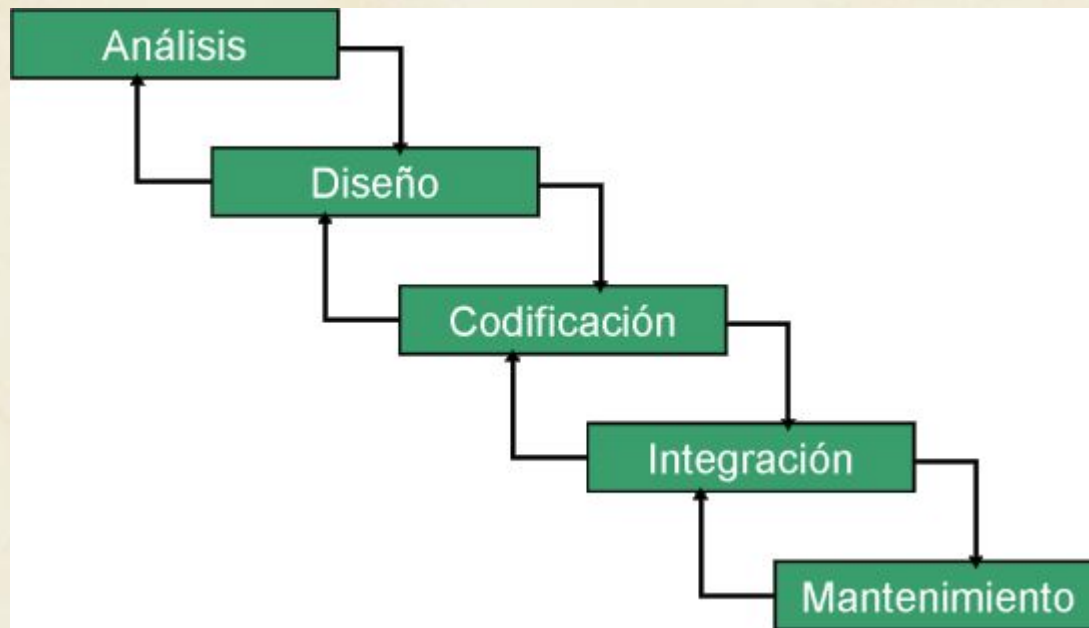 Análisis
Diseño
Codificación
Integración
Mantenimiento